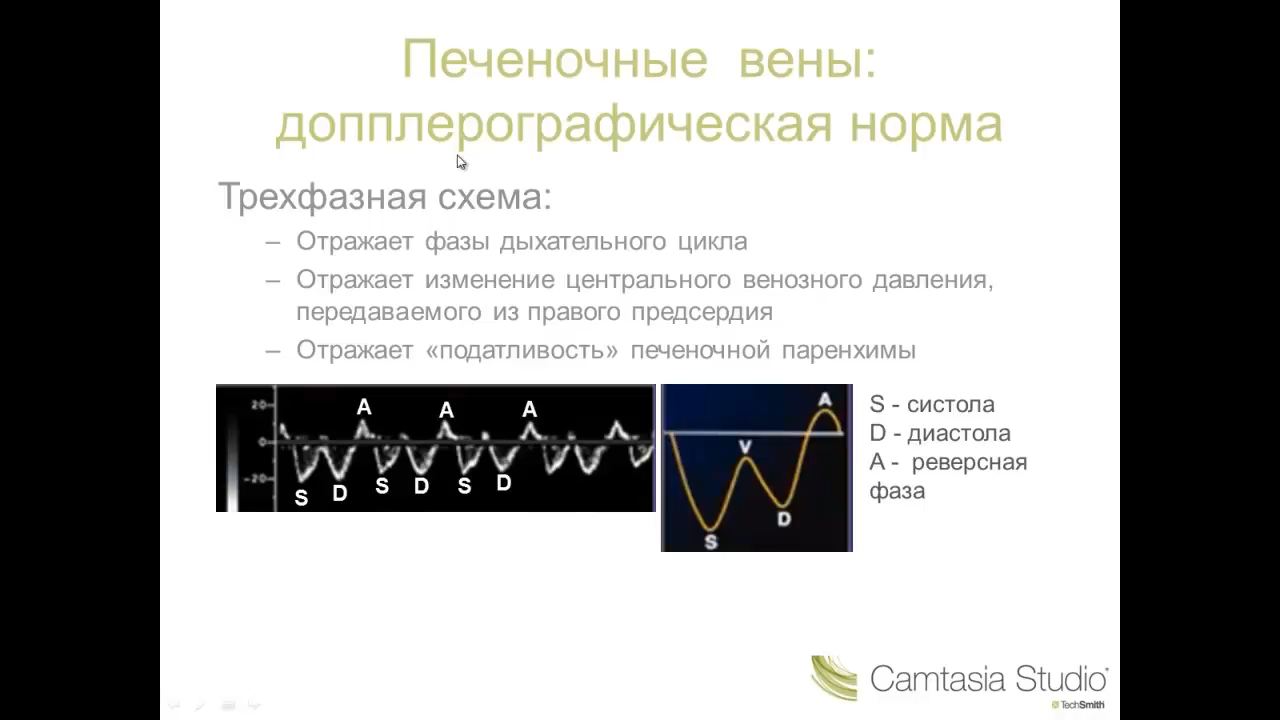 Печеночные вены:
допплерографическая норма
Трехфазная схема:
– Отражает фазы дыхательного цикла
– Отражает изменение центрального венозного давления,
передаваемого из правого предсердия
– Отражает «податливость» печеночной паренхимы
20
0
-20
A A A
S D S D S D
A
V
D
S
S - систола
D - диастола
A - реверсная
фаза
Camtasia Studio
TechSmith